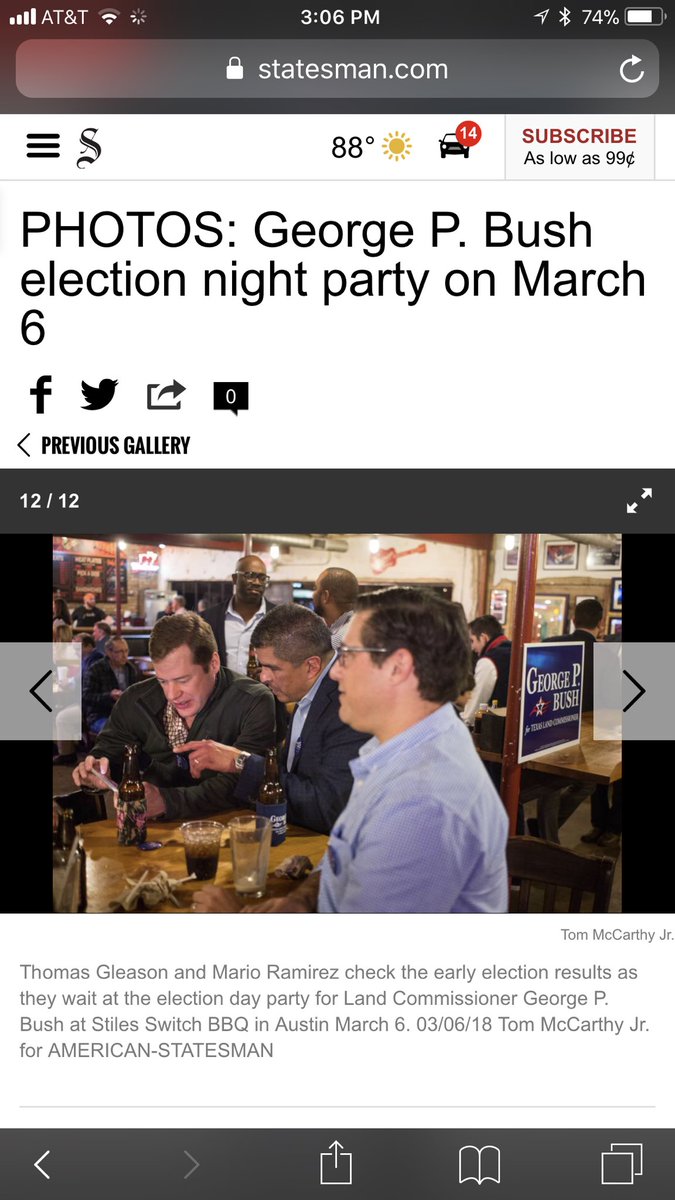 AT&T 3:06 PM 74%
statesman.com
S 88° 14 SUBSCRIBE
As low as 99¢
PHOTOS: George P. Bush
election night party on March
6
f 0
PREVIOUS GALLERY
12 / 12
GEORGE P.
BUSH
for TEXAS LAND COMMISSIONER
Tom McCarthy Jr.
Thomas Gleason and Mario Ramirez check the early election results as
they wait at the election day party for Land Commissioner George P.
Bush at Stiles Switch BBQ in Austin March 6. 03/06/18 Tom McCarthy Jr.
for AMERICAN-STATESMAN